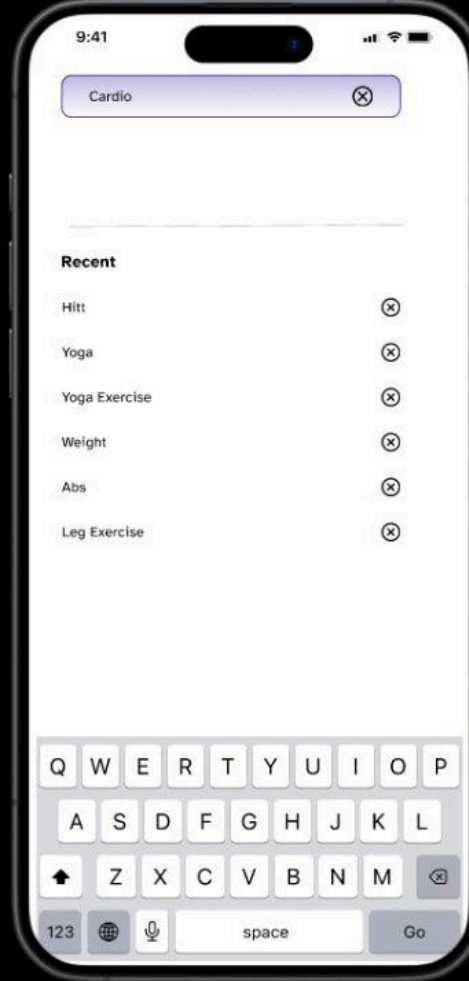 9:41
Cardio
Recent
Hitt
Yoga
Yoga Exercise
Weight
Abs
Leg Exercise
Q W E R T Y U I O P
A S D F G H J K L
Z X C V B N M
123 space Go